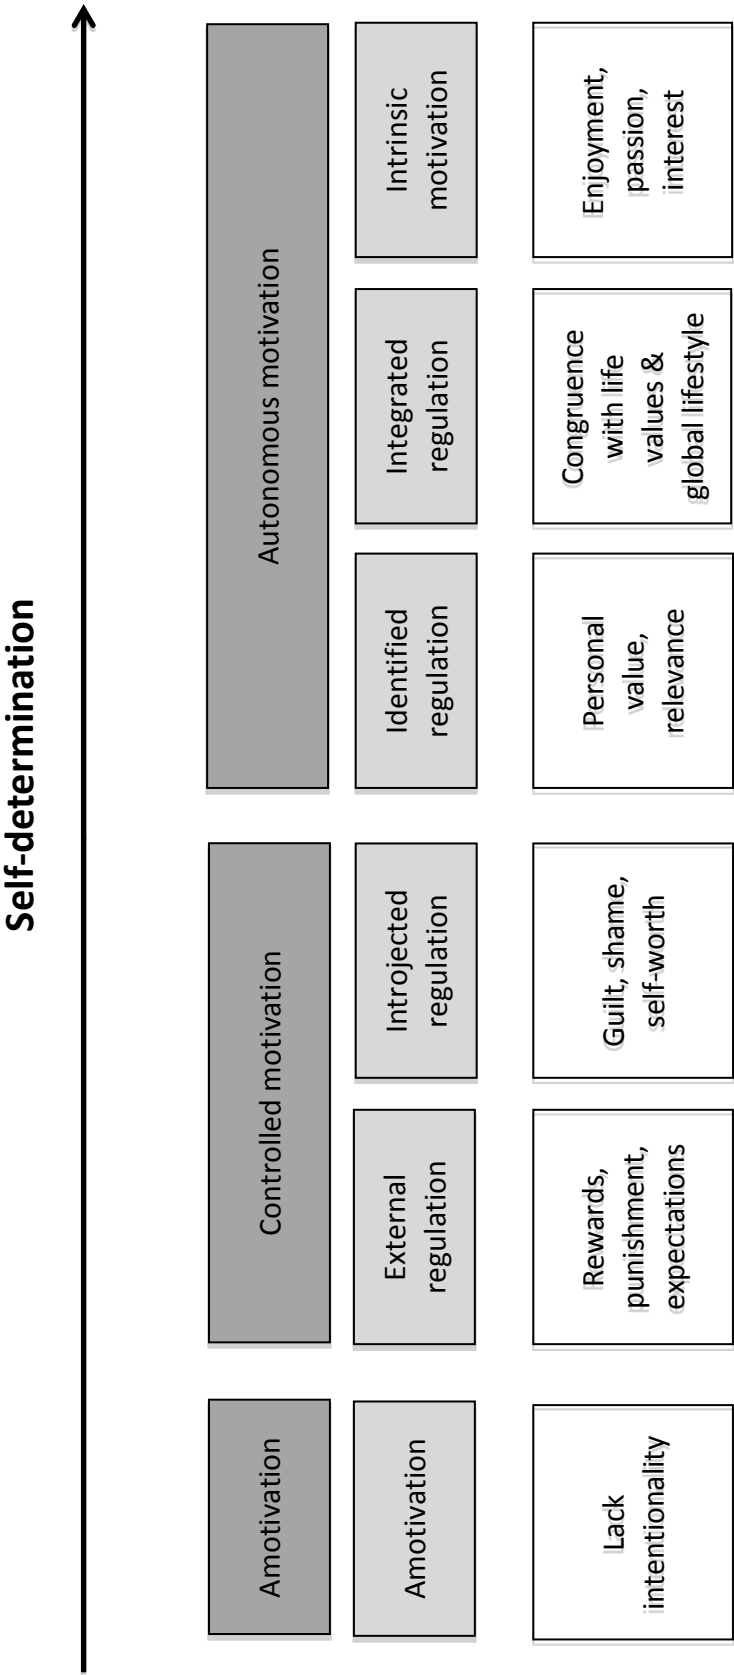 Self-determination
Amotivation
Controlled motivation
Autonomous motivation
Amotivation
External
regulation
Introjected
regulation
Identified
regulation
Integrated
regulation
Intrinsic
motivation
Lack
intentionality
Rewards,
punishment,
expectations
Guilt, shame,
self-worth
Personal
value,
relevance
Congruence
with life
values &
global lifestyle
Enjoyment,
passion,
interest